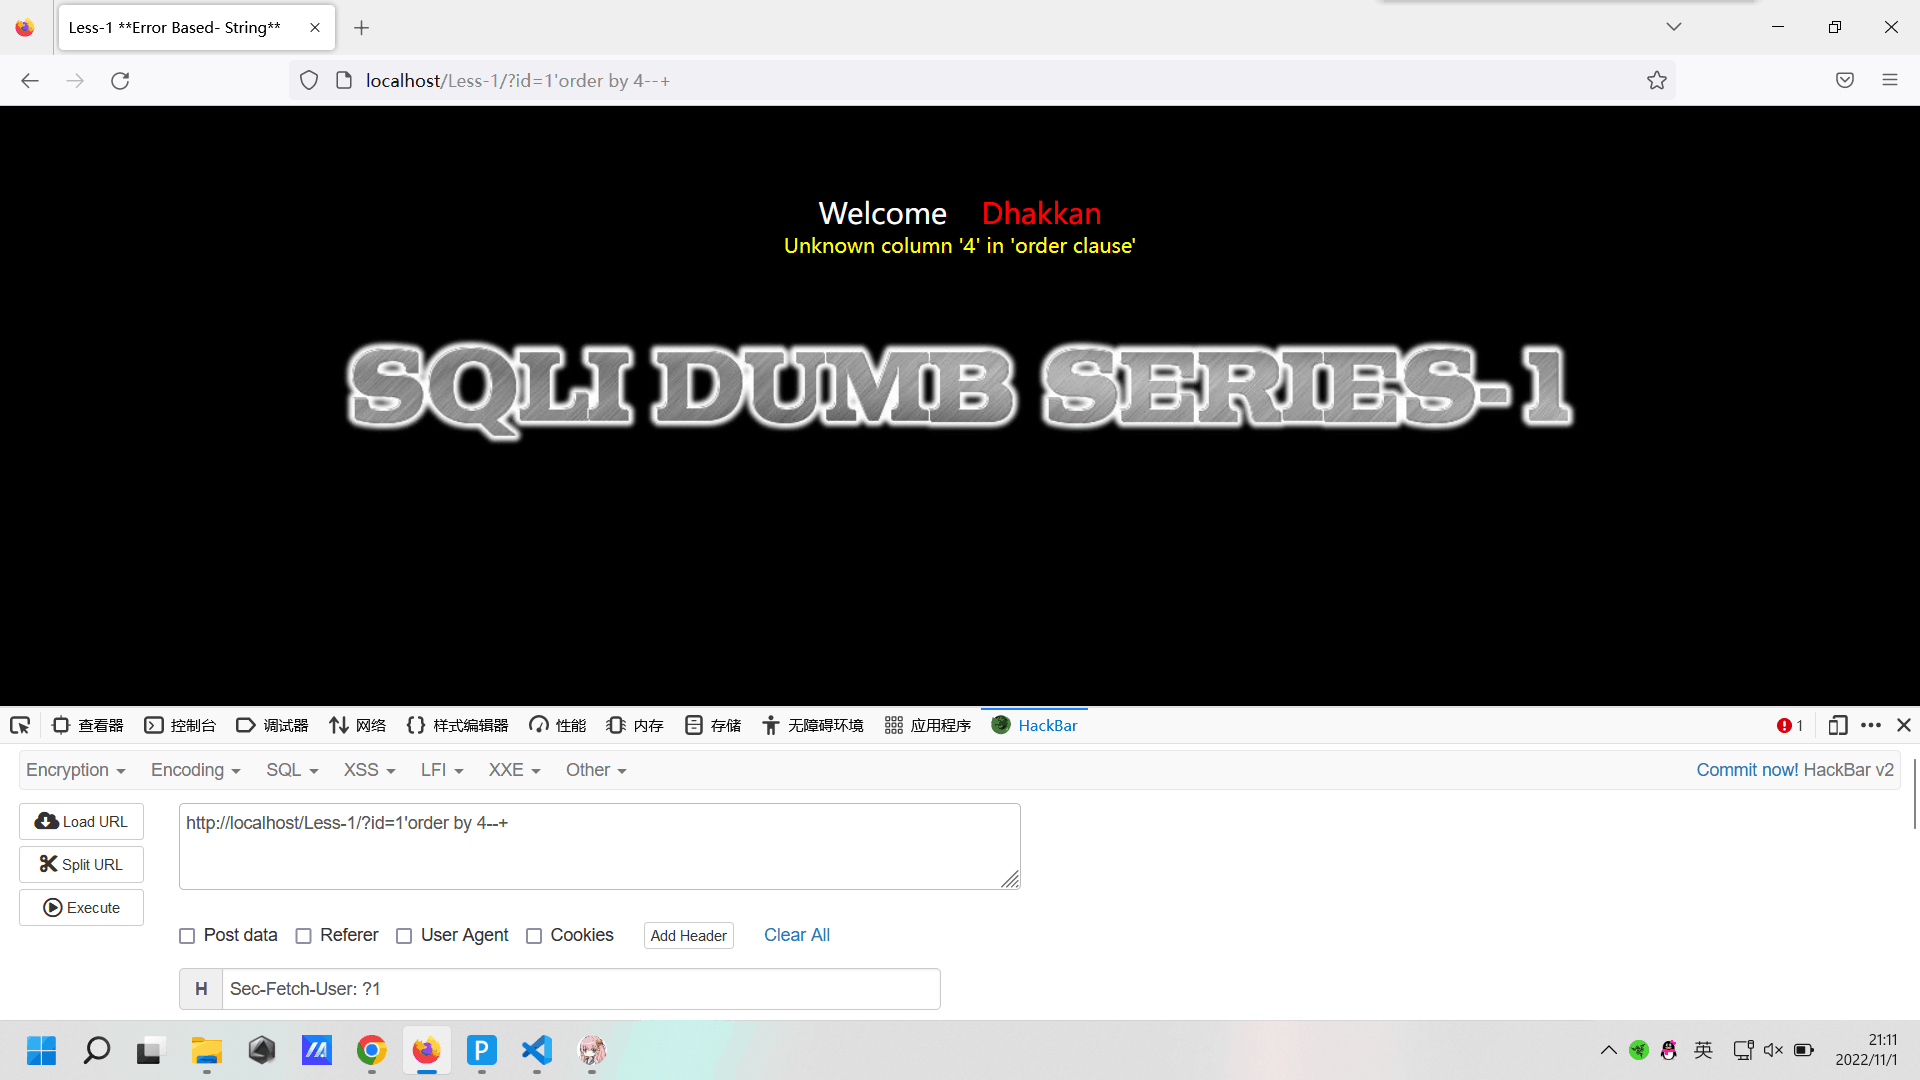 Less-1 **Error Based- String**
localhost/Less-1/?id=1'order by 4--+
Welcome Dhakkan
Unknown column '4' in 'order clause'
SQLI DUMB SERIES-1
查看器 控制台 调试器 网络 样式编辑器 性能 内存 存储 无障碍环境 应用程序 HackBar 1
Encryption Encoding SQL XSS LFI XXE Other Commit now! HackBar v2
Load URL
http://localhost/Less-1/?id=1'order by 4--+
Split URL
Execute
Post data Referer User Agent Cookies Add Header Clear All
H Sec-Fetch-User: ?1
英
21:11
2022/11/1